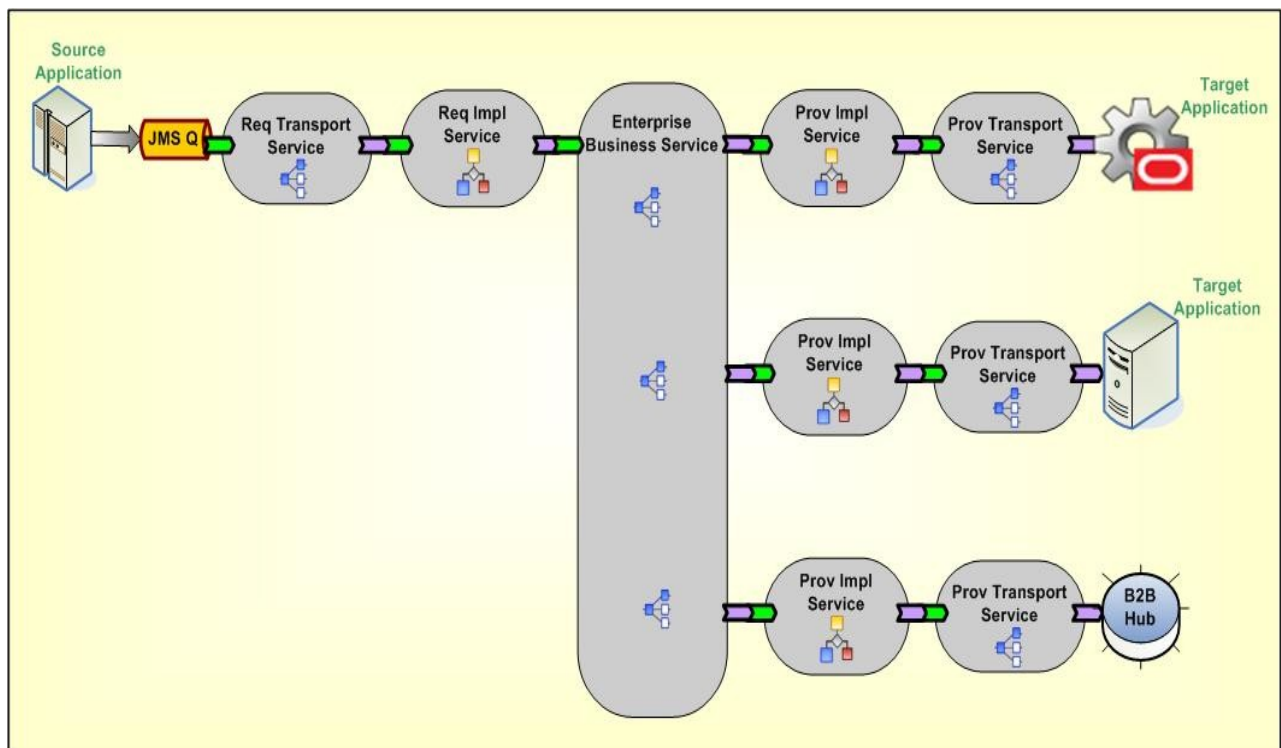 Source
Application
JMS Q
Req Transport
Service
Req Impl
Service
Enterprise
Business Service
Prov Impl
Service
Prov Transport
Service
Target
Application
Prov Impl
Service
Prov Transport
Service
Target
Application
Prov Impl
Service
Prov Transport
Service
B2B
Hub